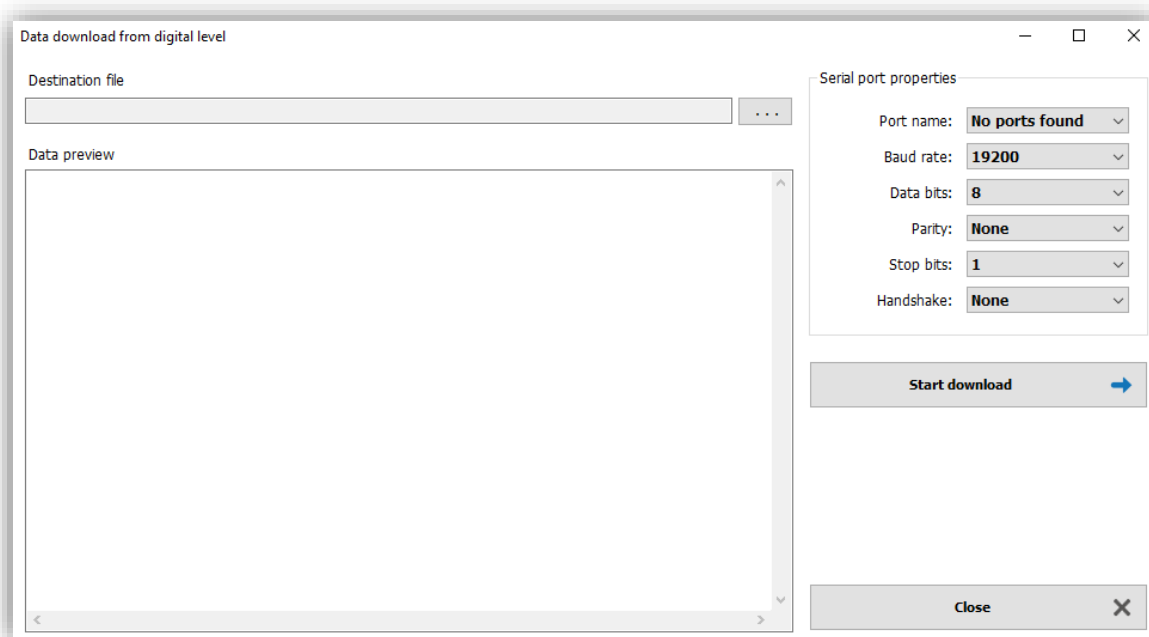 Data download from digital level
Destination file
...
Data preview
Serial port properties
Port name: No ports found
Baud rate: 19200
Data bits: 8
Parity: None
Stop bits: 1
Handshake: None
Start download
Close